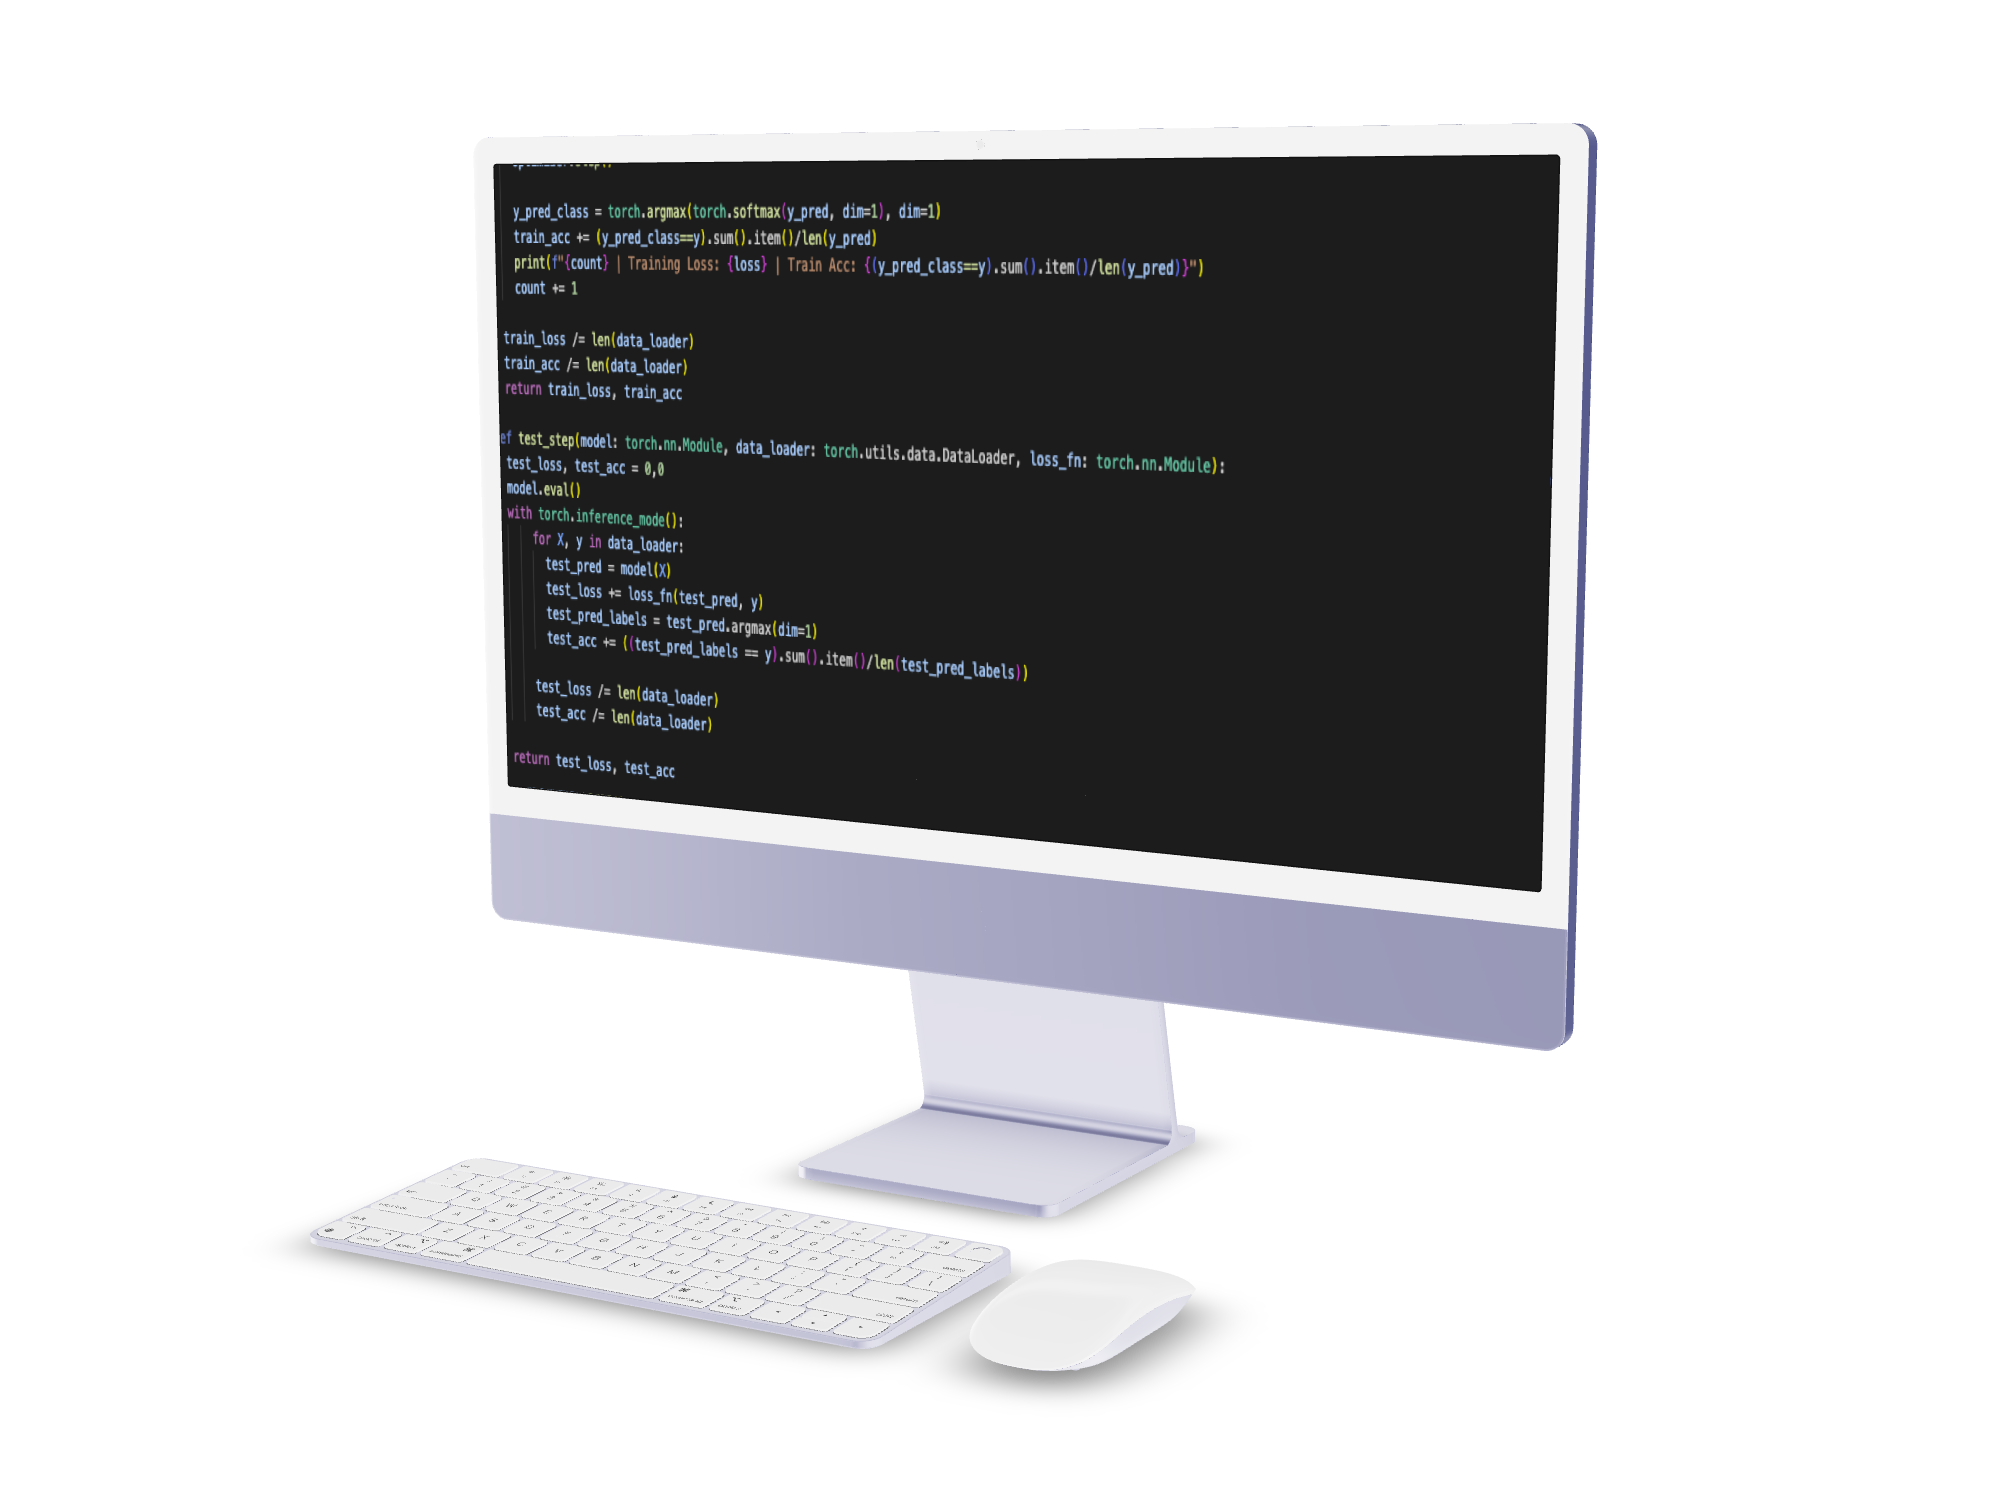 y_pred_class = torch.argmax(torch.softmax(y_pred, dim=1), dim=1)
train_acc += (y_pred_class==y).sum().item()/len(y_pred)
print(f"{count} | Training Loss: {loss} | Train Acc: {(y_pred_class==y).sum().item()/len(y_pred)}")
count += 1
train_loss /= len(data_loader)
train_acc /= len(data_loader)
return train_loss, train_acc
ef test_step(model: torch.nn.Module, data_loader: torch.utils.data.DataLoader, loss_fn: torch.nn.Module):
test_loss, test_acc = 0,0
model.eval()
with torch.inference_mode():
for X, y in data_loader:
test_pred = model(X)
test_loss += loss_fn(test_pred, y)
test_pred_labels = test_pred.argmax(dim=1)
test_acc += ((test_pred_labels == y).sum().item()/len(test_pred_labels))
test_loss /= len(data_loader)
test_acc /= len(data_loader)
return test_loss, test_acc